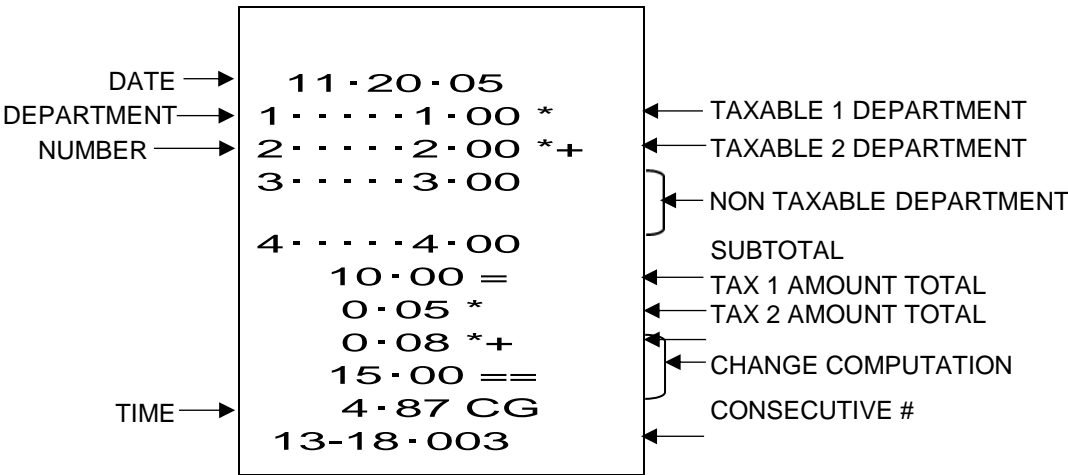 DATE 11-20-05
DEPARTMENT 1-----1-00 * TAXABLE 1 DEPARTMENT
NUMBER 2-----2-00 *+ TAXABLE 2 DEPARTMENT
3-----3-00
NON TAXABLE DEPARTMENT
4-----4-00 SUBTOTAL
10-00 = TAX 1 AMOUNT TOTAL
0-05 * TAX 2 AMOUNT TOTAL
0-08 *+
15-00 == CHANGE COMPUTATION
TIME 4-87 CG CONSECUTIVE #
13-18-003